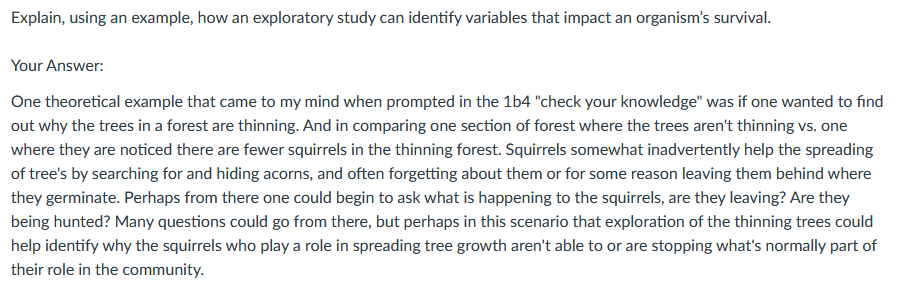 Explain, using an example, how an exploratory study can identify variables that impact an organism's survival.
Your Answer:
One theoretical example that came to my mind when prompted in the 1b4 "check your knowledge" was if one wanted to find
out why the trees in a forest are thinning. And in comparing one section of forest where the trees aren't thinning vs. one
where they are noticed there are fewer squirrels in the thinning forest. Squirrels somewhat inadvertently help the spreading
of tree's by searching for and hiding acorns, and often forgetting about them or for some reason leaving them behind where
they germinate. Perhaps from there one could begin to ask what is happening to the squirrels, are they leaving? Are they
being hunted? Many questions could go from there, but perhaps in this scenario that exploration of the thinning trees could
help identify why the squirrels who play a role in spreading tree growth aren't able to or are stopping what's normally part of
their role in the community.